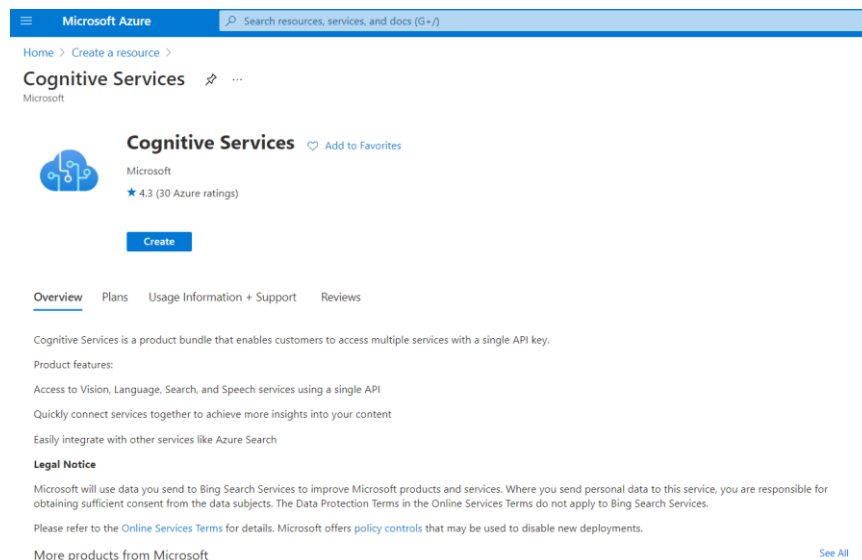 Microsoft Azure
Search resources, services, and docs (G+/)
Home > Create a resource >
Cognitive Services
Microsoft
Cognitive Services
Add to Favorites
Microsoft
4.3 (30 Azure ratings)
Create
Overview Plans Usage Information + Support Reviews
Cognitive Services is a product bundle that enables customers to access multiple services with a single API key.
Product features:
Access to Vision, Language, Search, and Speech services using a single API
Quickly connect services together to achieve more insights into your content
Easily integrate with other services like Azure Search
Legal Notice
Microsoft will use data you send to Bing Search Services to improve Microsoft products and services. Where you send personal data to this service, you are responsible for
obtaining sufficient consent from the data subjects. The Data Protection Terms in the Online Services Terms do not apply to Bing Search Services.
Please refer to the Online Services Terms for details. Microsoft offers policy controls that may be used to disable new deployments.
More products from Microsoft
See All